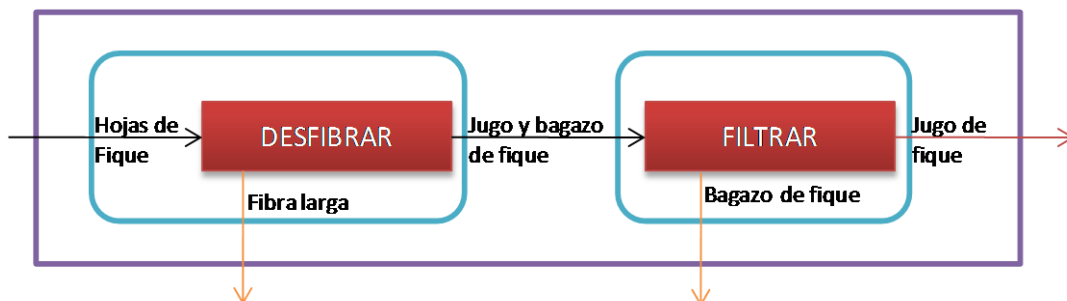 Hojas de
Fique
DESFIBRAR
Fibra larga
Jugo y bagazo
de fique
FILTRAR
Bagazo de fique
Jugo de
fique